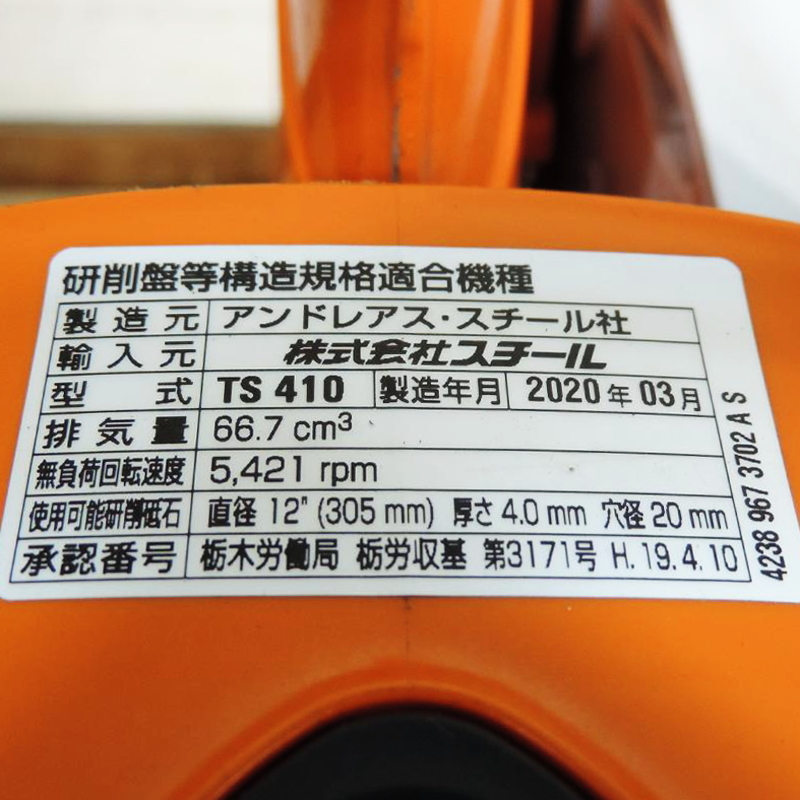 研削盤等構造規格適合機種
製造元 アンドレアス・スチール社
輸入元 株式会社スチール
型式 TS 410 製造年月 2020年03月
排気量 66.7 cm³
無負荷回転速度 5,421 rpm
使用可能研削砥石 直径 12" (305 mm) 厚さ 4.0 mm 穴径 20 mm
承認番号 栃木労働局 栃労収基 第3171号 H.19.4.10
4238 967 3702 A S